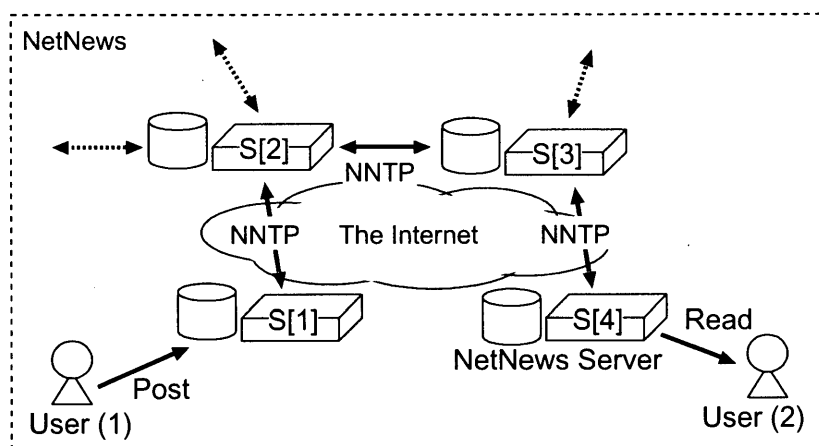 NetNews
S[2]
S[3]
NNTP
NNTP
The Internet
NNTP
S[1]
S[4]
Read
NetNews Server
Post
User (1)
User (2)